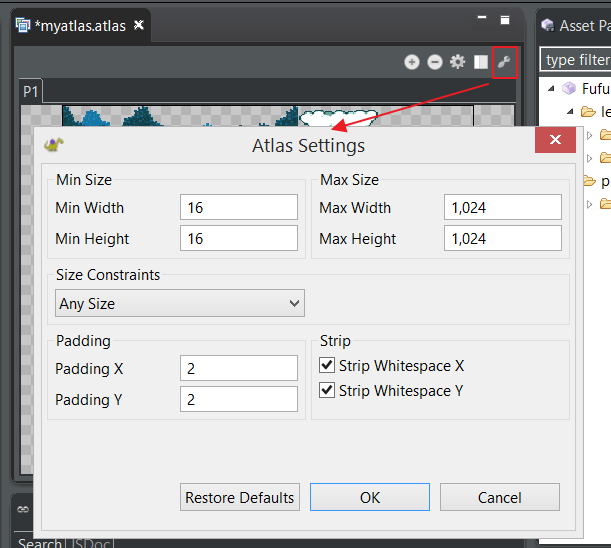 *myatlas.atlas
Asset Pa
type filter
P1
Fufu
le
p
Atlas Settings
Min Size
Min Width 16
Min Height 16
Max Size
Max Width 1,024
Max Height 1,024
Size Constraints
Any Size
Padding
Padding X 2
Padding Y 2
Strip
Strip Whitespace X
Strip Whitespace Y
Restore Defaults OK Cancel
Search JSDoc